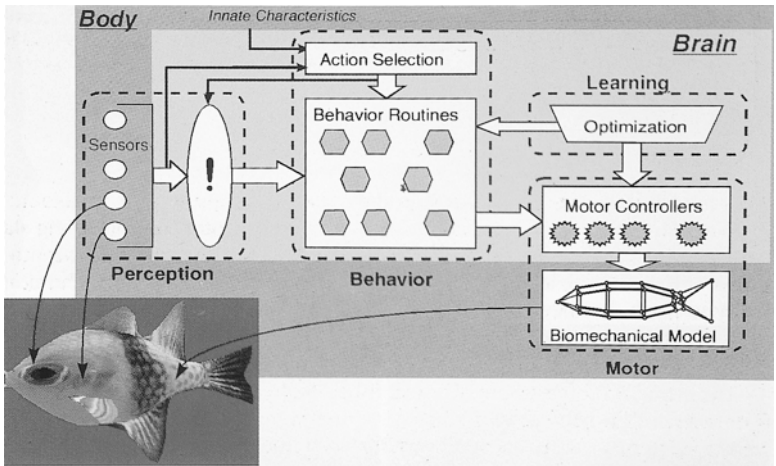 Innate Characteristics
Body
Brain
Action Selection
Learning
Sensors
Behavior Routines
Optimization
!
Motor Controllers
Perception
Behavior
Biomechanical Model
Motor